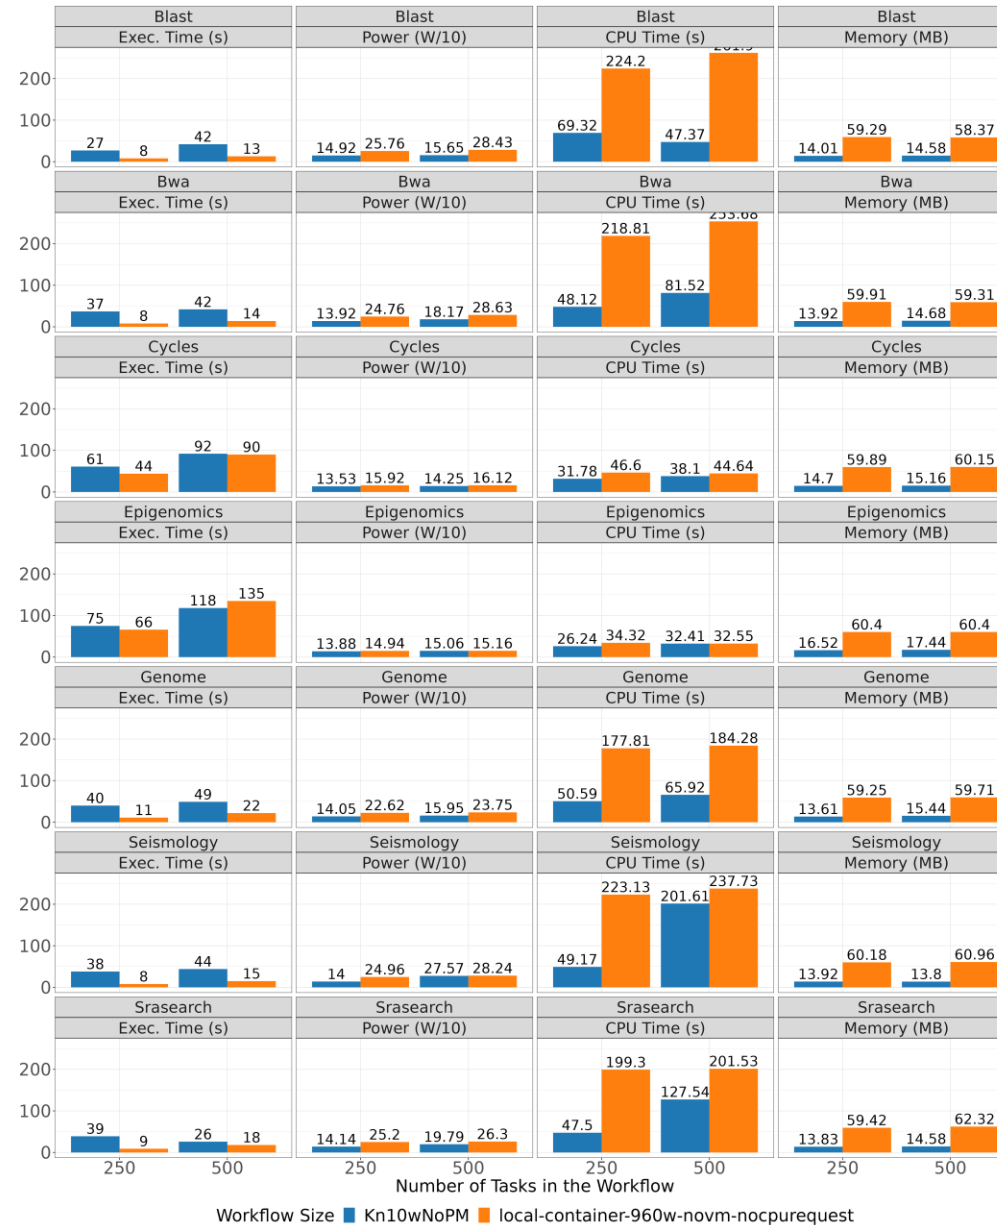 Blast Blast Blast Blast
Exec. Time (s) Power (W/10) CPU Time (s) Memory (MB)
200
100
0
27 8 42 13
14.92 25.76 15.65 28.43
69.32 224.2 47.37
14.01 59.29 14.58 58.37
Bwa Bwa Bwa Bwa
Exec. Time (s) Power (W/10) CPU Time (s) Memory (MB)
200
100
0
37 8 42 14
13.92 24.76 18.17 28.63
48.12 218.81 81.52 253.68
13.92 59.91 14.68 59.31
Cycles Cycles Cycles Cycles
Exec. Time (s) Power (W/10) CPU Time (s) Memory (MB)
200
100
0
61 44 92 90
13.53 15.92 14.25 16.12
31.78 46.6 38.1 44.64
14.7 59.89 15.16 60.15
Epigenomics Epigenomics Epigenomics Epigenomics
Exec. Time (s) Power (W/10) CPU Time (s) Memory (MB)
200
100
0
75 66 118 135
13.88 14.94 15.06 15.16
26.24 34.32 32.41 32.55
16.52 60.4 17.44 60.4
Genome Genome Genome Genome
Exec. Time (s) Power (W/10) CPU Time (s) Memory (MB)
200
100
0
40 11 49 22
14.05 22.62 15.95 23.75
50.59 177.81 65.92 184.28
13.61 59.25 15.44 59.71
Seismology Seismology Seismology Seismology
Exec. Time (s) Power (W/10) CPU Time (s) Memory (MB)
200
100
0
38 8 44 15
14 24.96 27.57 28.24
49.17 223.13 201.61 237.73
13.92 60.18 13.8 60.96
Srasearch Srasearch Srasearch Srasearch
Exec. Time (s) Power (W/10) CPU Time (s) Memory (MB)
200
100
0
39 9 26 18
14.14 25.2 19.79 26.3
47.5 199.3 127.54 201.53
13.83 59.42 14.58 62.32
250 500 250 500 250 500 250 500
Number of Tasks in the Workflow
Workflow Size Kn10wNoPM local-container-960w-novm-nocpurequest